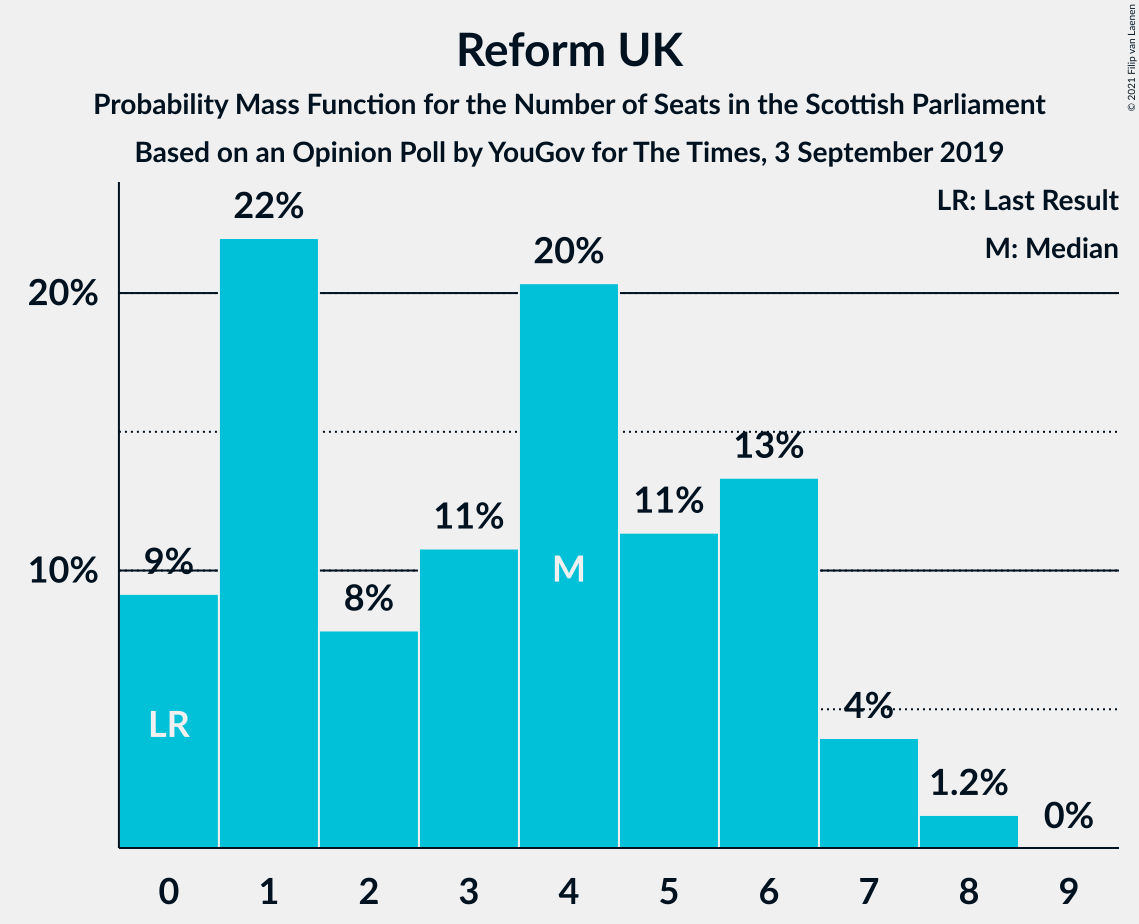 Reform UK
Probability Mass Function for the Number of Seats in the Scottish Parliament
Based on an Opinion Poll by YouGov for The Times, 3 September 2019
© 2021 Filip van Laenen
LR: Last Result
M: Median
20%
10%
9%
22%
8%
11%
20%
11%
13%
4%
1.2%
0%
LR
M
0 1 2 3 4 5 6 7 8 9